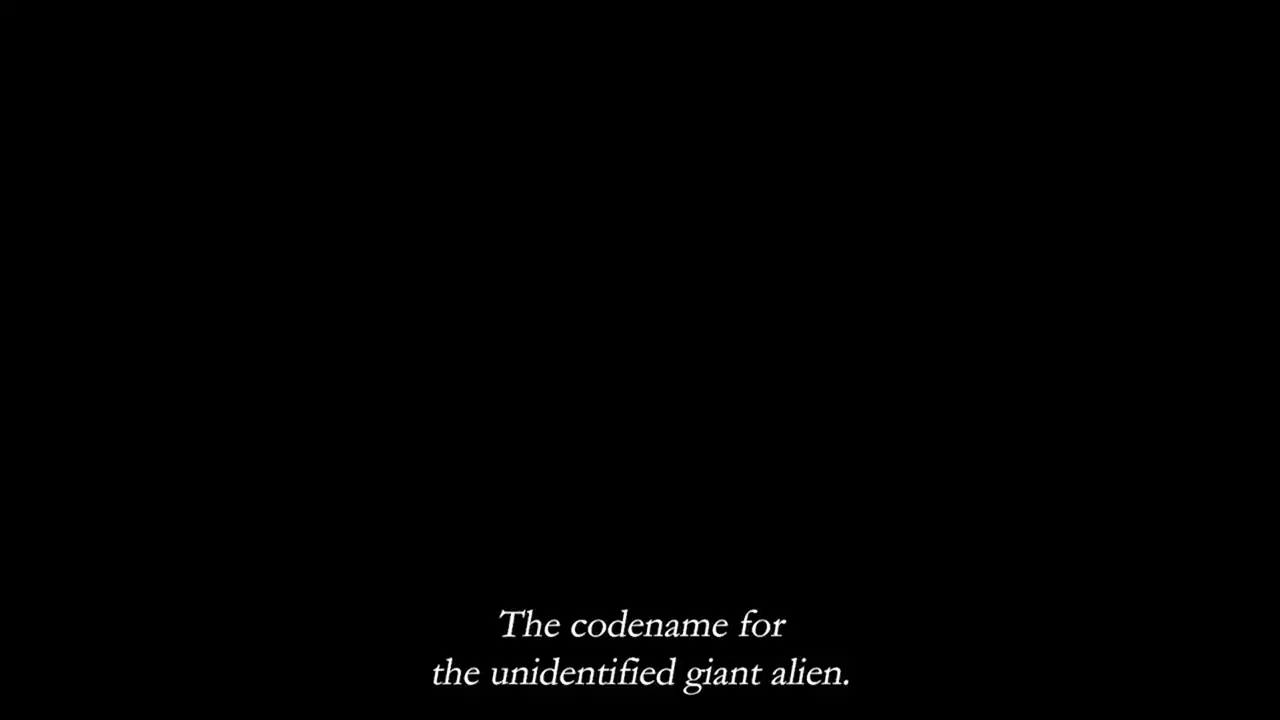 The codename for
the unidentified giant alien.